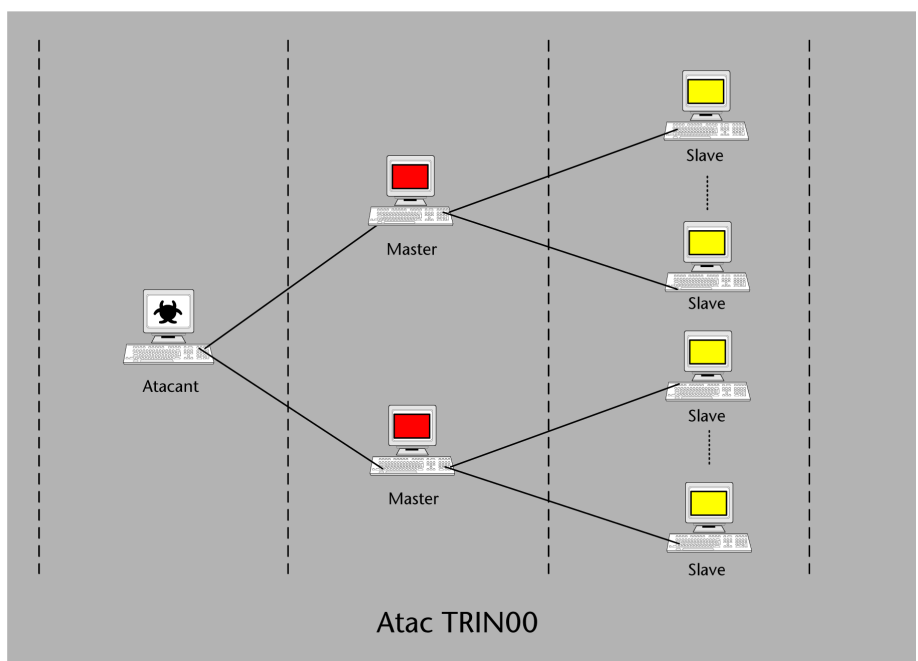 Slave
Master
Slave
Atacant
Slave
Master
Slave
Atac TRIN00